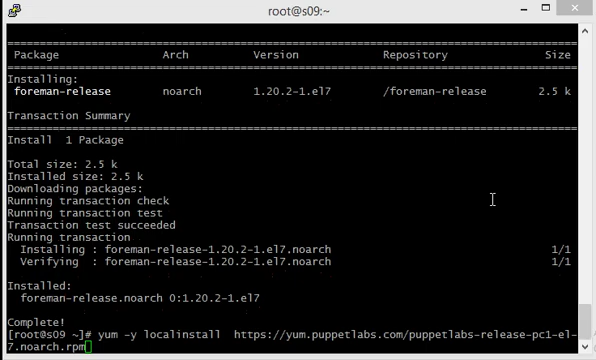 root@s09:~
Package Arch Version Repository Size
Installing:
foreman-release noarch 1.20.2-1.el7 /foreman-release 2.5 k
Transaction Summary
Install 1 Package
Total size: 2.5 k
Installed size: 2.5 k
Downloading packages:
Running transaction check
Running transaction test
Transaction test succeeded
Running transaction
Installing : foreman-release-1.20.2-1.el7.noarch 1/1
Verifying : foreman-release-1.20.2-1.el7.noarch 1/1
Installed:
foreman-release.noarch 0:1.20.2-1.el7
Complete!
[root@s09 ~]# yum -y localinstall https://yum.puppetlabs.com/puppetlabs-release-pc1-el-
7.noarch.rpm